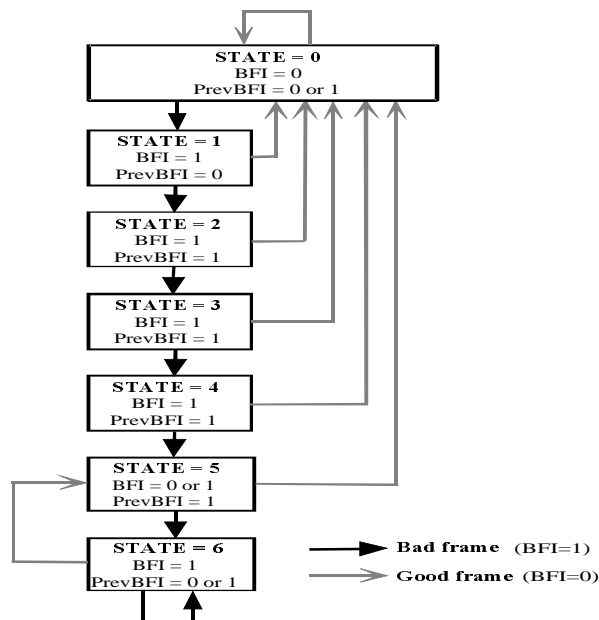 STATE = 0
BFI = 0
PrevBFI = 0 or 1
STATE = 1
BFI = 1
PrevBFI = 0
STATE = 2
BFI = 1
PrevBFI = 1
STATE = 3
BFI = 1
PrevBFI = 1
STATE = 4
BFI = 1
PrevBFI = 1
STATE = 5
BFI = 0 or 1
PrevBFI = 1
STATE = 6
BFI = 1
PrevBFI = 0 or 1
Bad frame (BFI=1)
Good frame (BFI=0)